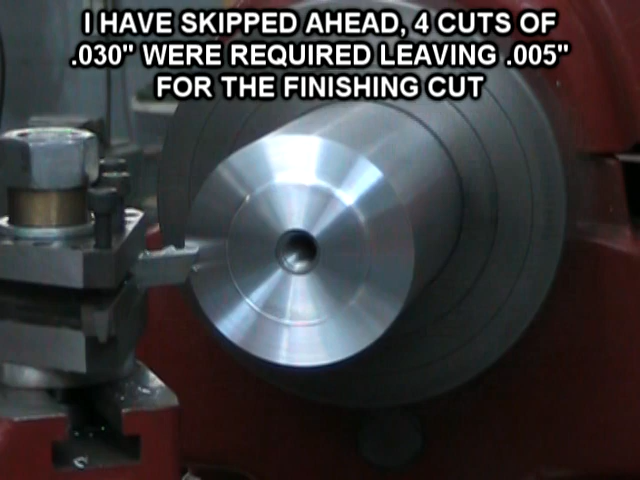 I HAVE SKIPPED AHEAD, 4 CUTS OF
.030" WERE REQUIRED LEAVING .005"
FOR THE FINISHING CUT